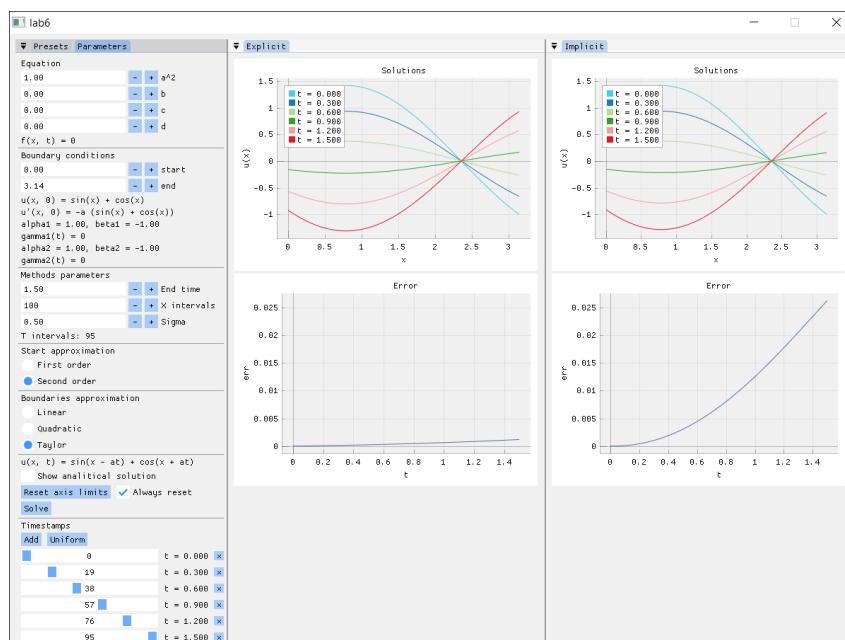 lab6
Presets Parameters
Equation
1.00 - + a^2
0.00 - + b
0.00 - + c
0.00 - + d
f(x, t) = 0
Boundary conditions
0.00 - + start
3.14 - + end
u(x, 0) = sin(x) + cos(x)
u'(x, 0) = -a (sin(x) + cos(x))
alpha1 = 1.00, beta1 = -1.00
gamma1(t) = 0
alpha2 = 1.00, beta2 = -1.00
gamma2(t) = 0
Methods parameters
1.50 - + End time
100 - + X intervals
0.50 - + Sigma
T intervals: 95
Start approximation
First order
Second order
Boundaries approximation
Linear
Quadratic
Taylor
u(x, t) = sin(x - at) + cos(x + at)
Show analitical solution
Reset axis limits Always reset
Solve
Timestamps
Add Uniform
0 t = 0.000 x
19 t = 0.300 x
38 t = 0.600 x
57 t = 0.900 x
76 t = 1.200 x
95 t = 1.500 x
Explicit
Solutions
1.5
1
0.5
0
-0.5
-1
u(x)
t = 0.000
t = 0.300
t = 0.600
t = 0.900
t = 1.200
t = 1.500
0 0.5 1 1.5 2 2.5 3
x
Error
0.025
0.02
0.015
0.01
0.005
0
err
0 0.2 0.4 0.6 0.8 1 1.2 1.4
t
Implicit
Solutions
1.5
1
0.5
0
-0.5
-1
u(x)
t = 0.000
t = 0.300
t = 0.600
t = 0.900
t = 1.200
t = 1.500
0 0.5 1 1.5 2 2.5 3
x
Error
0.025
0.02
0.015
0.01
0.005
0
err
0 0.2 0.4 0.6 0.8 1 1.2 1.4
t